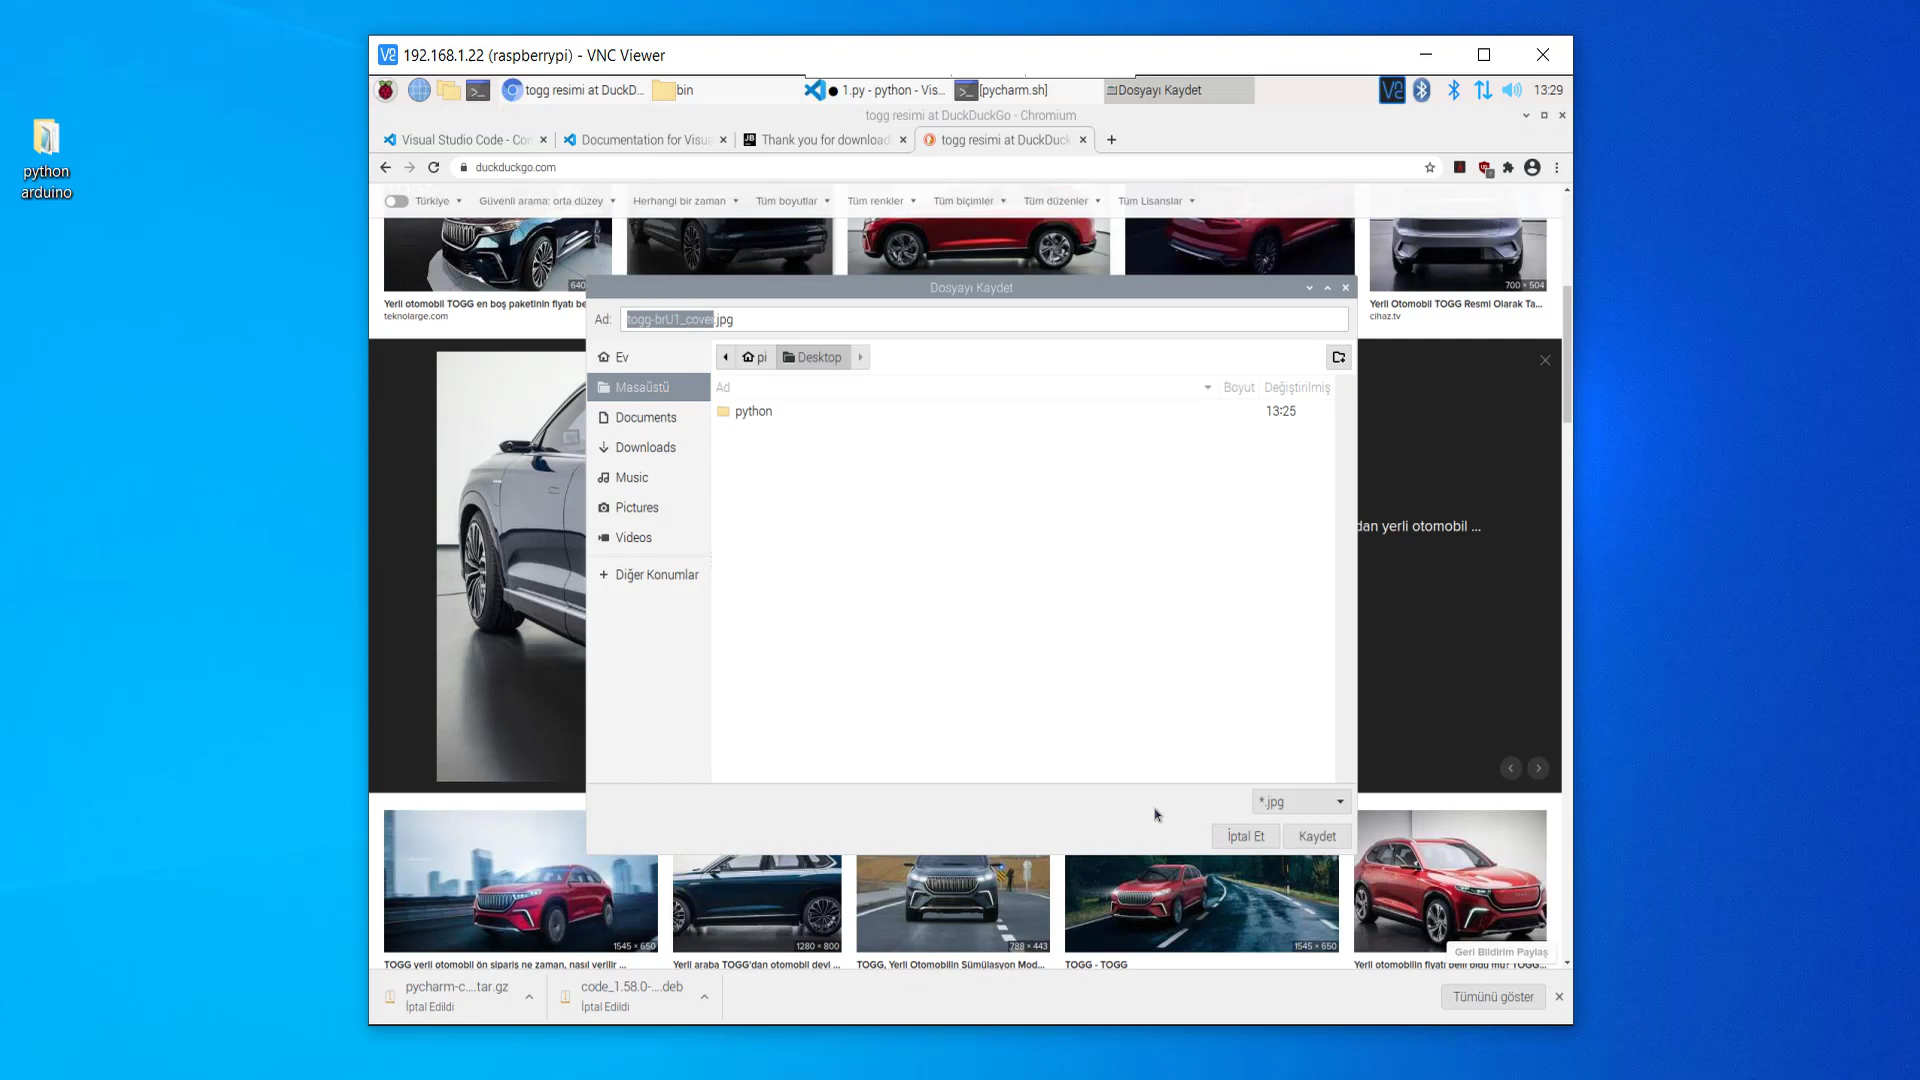 192.168.1.22 (raspberrypi) - VNC Viewer
togg resimi at DuckD...
bin
1.py - python - Vis...
[pycharm.sh]
Dosyayı Kaydet
13:29
togg resimi at DuckDuckGo - Chromium
Visual Studio Code - Co
Documentation for Visu
Thank you for download
togg resimi at DuckDuck
duckduckgo.com
Türkiye
Güvenli arama: orta düzey
Herhangi bir zaman
Tüm boyutlar
Tüm renkler
Tüm biçimler
Tüm düzenler
Tüm Lisanslar
python
arduino
640
700 × 504
Yerli otomobil TOGG en boş paketinin fiyatı be
teknolarge.com
Yerli Otomobil TOGG Resmi Olarak Ta...
cihaz.tv
Dosyayı Kaydet
Ad:
togg-brU1_cover.jpg
Ev
pi
Desktop
Masaüstü
Ad
Boyut
Değiştirilmiş
python
13:25
Documents
Downloads
Music
Pictures
Videos
Diğer Konumlar
dan yerli otomobil ...
*.jpg
İptal Et
Kaydet
1545 × 650
1280 × 800
788 × 443
1545 × 650
Geri Bildirim Paylaş
TOGG yerli otomobil ön sipariş ne zaman, nasıl verilir ...
Yerli araba TOGG'dan otomobil devi ...
TOGG, Yerli Otomobilin Sümülasyon Mod...
TOGG - TOGG
Yerli otomobilin fiyatı belli oldu mu? TOGG...
pycharm-c....tar.gz
İptal Edildi
code_1.58.0-....deb
İptal Edildi
Tümünü göster